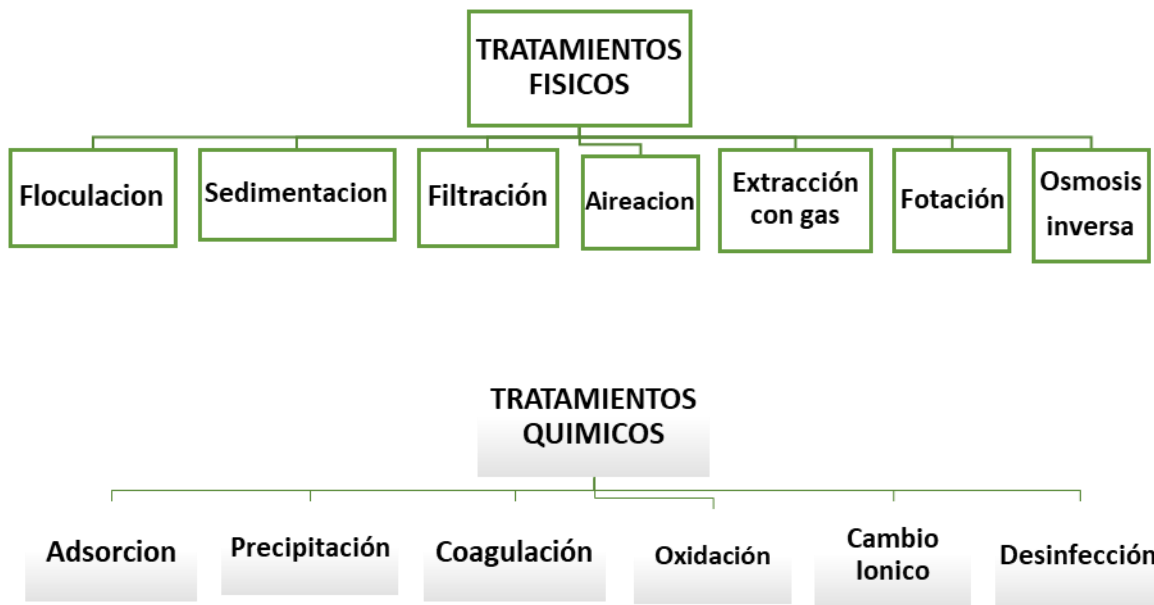 TRATAMIENTOS
FISICOS
Floculacion
Sedimentacion
Filtración
Aireacion
Extracción
con gas
Fotación
Osmosis
inversa
TRATAMIENTOS
QUIMICOS
Adsorcion
Precipitación
Coagulación
Oxidación
Cambio
Ionico
Desinfección